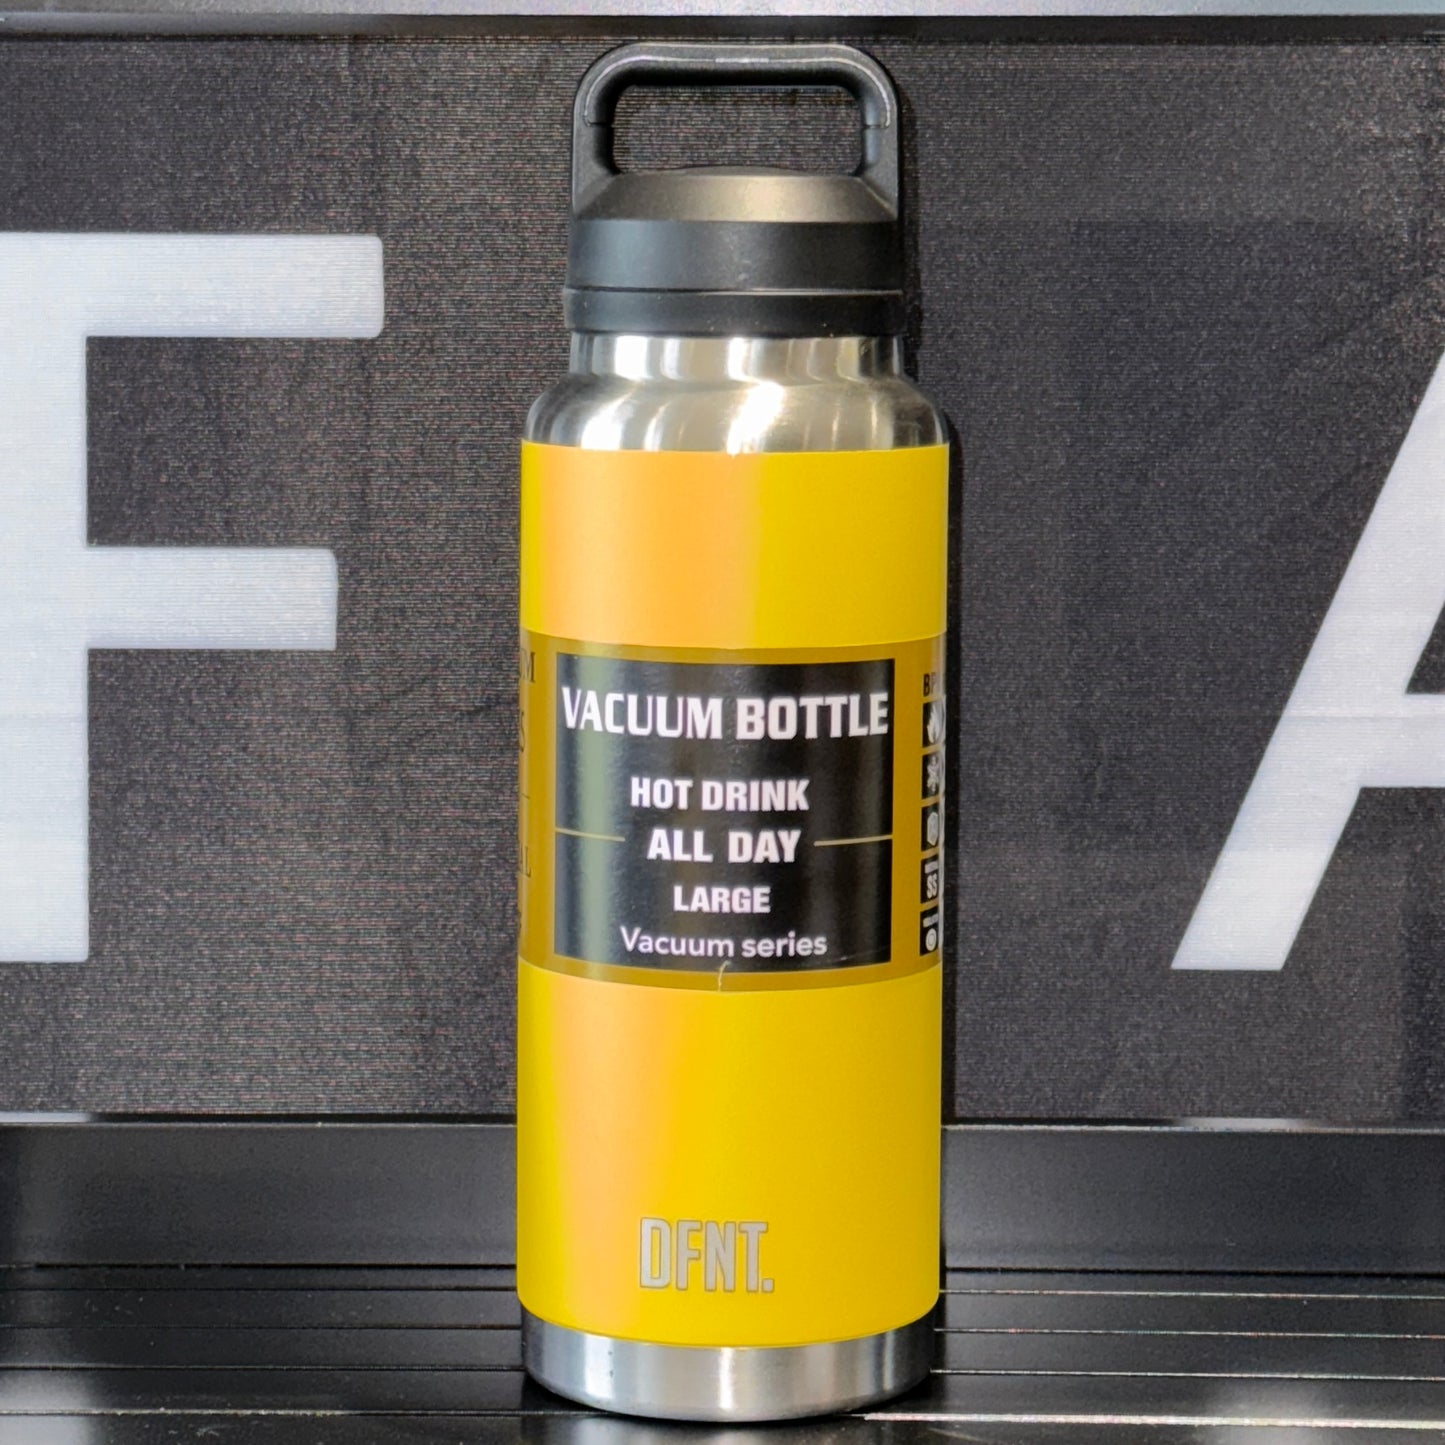 F A
VACUUM BOTTLE
HOT DRINK
ALL DAY
LARGE
Vacuum series
DFNT.